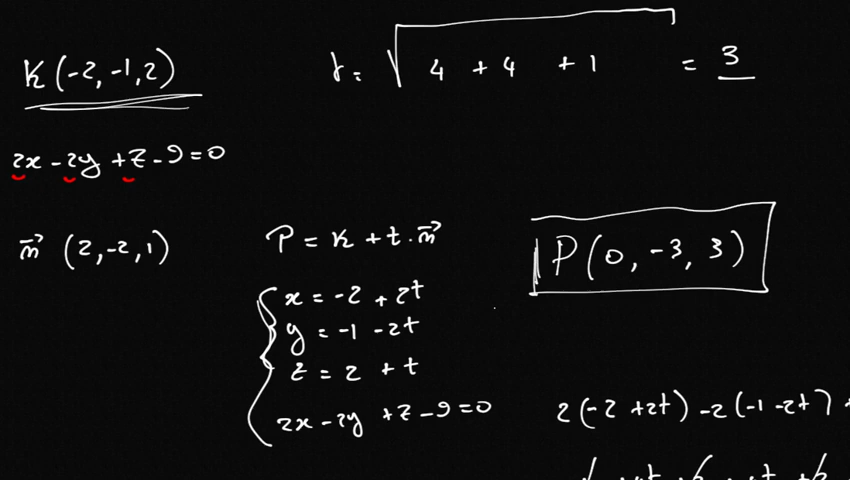 K(-2, -1, 2)
r = √(4 + 4 + 1) = 3
2x - 2y + z - 9 = 0
n⃗ (2, -2, 1)
P = K + t · n⃗
P(0, -3, 3)
x = -2 + 2t
y = -1 - 2t
z = 2 + t
2x - 2y + z - 9 = 0
2(-2 + 2t) - 2(-1 - 2t) +